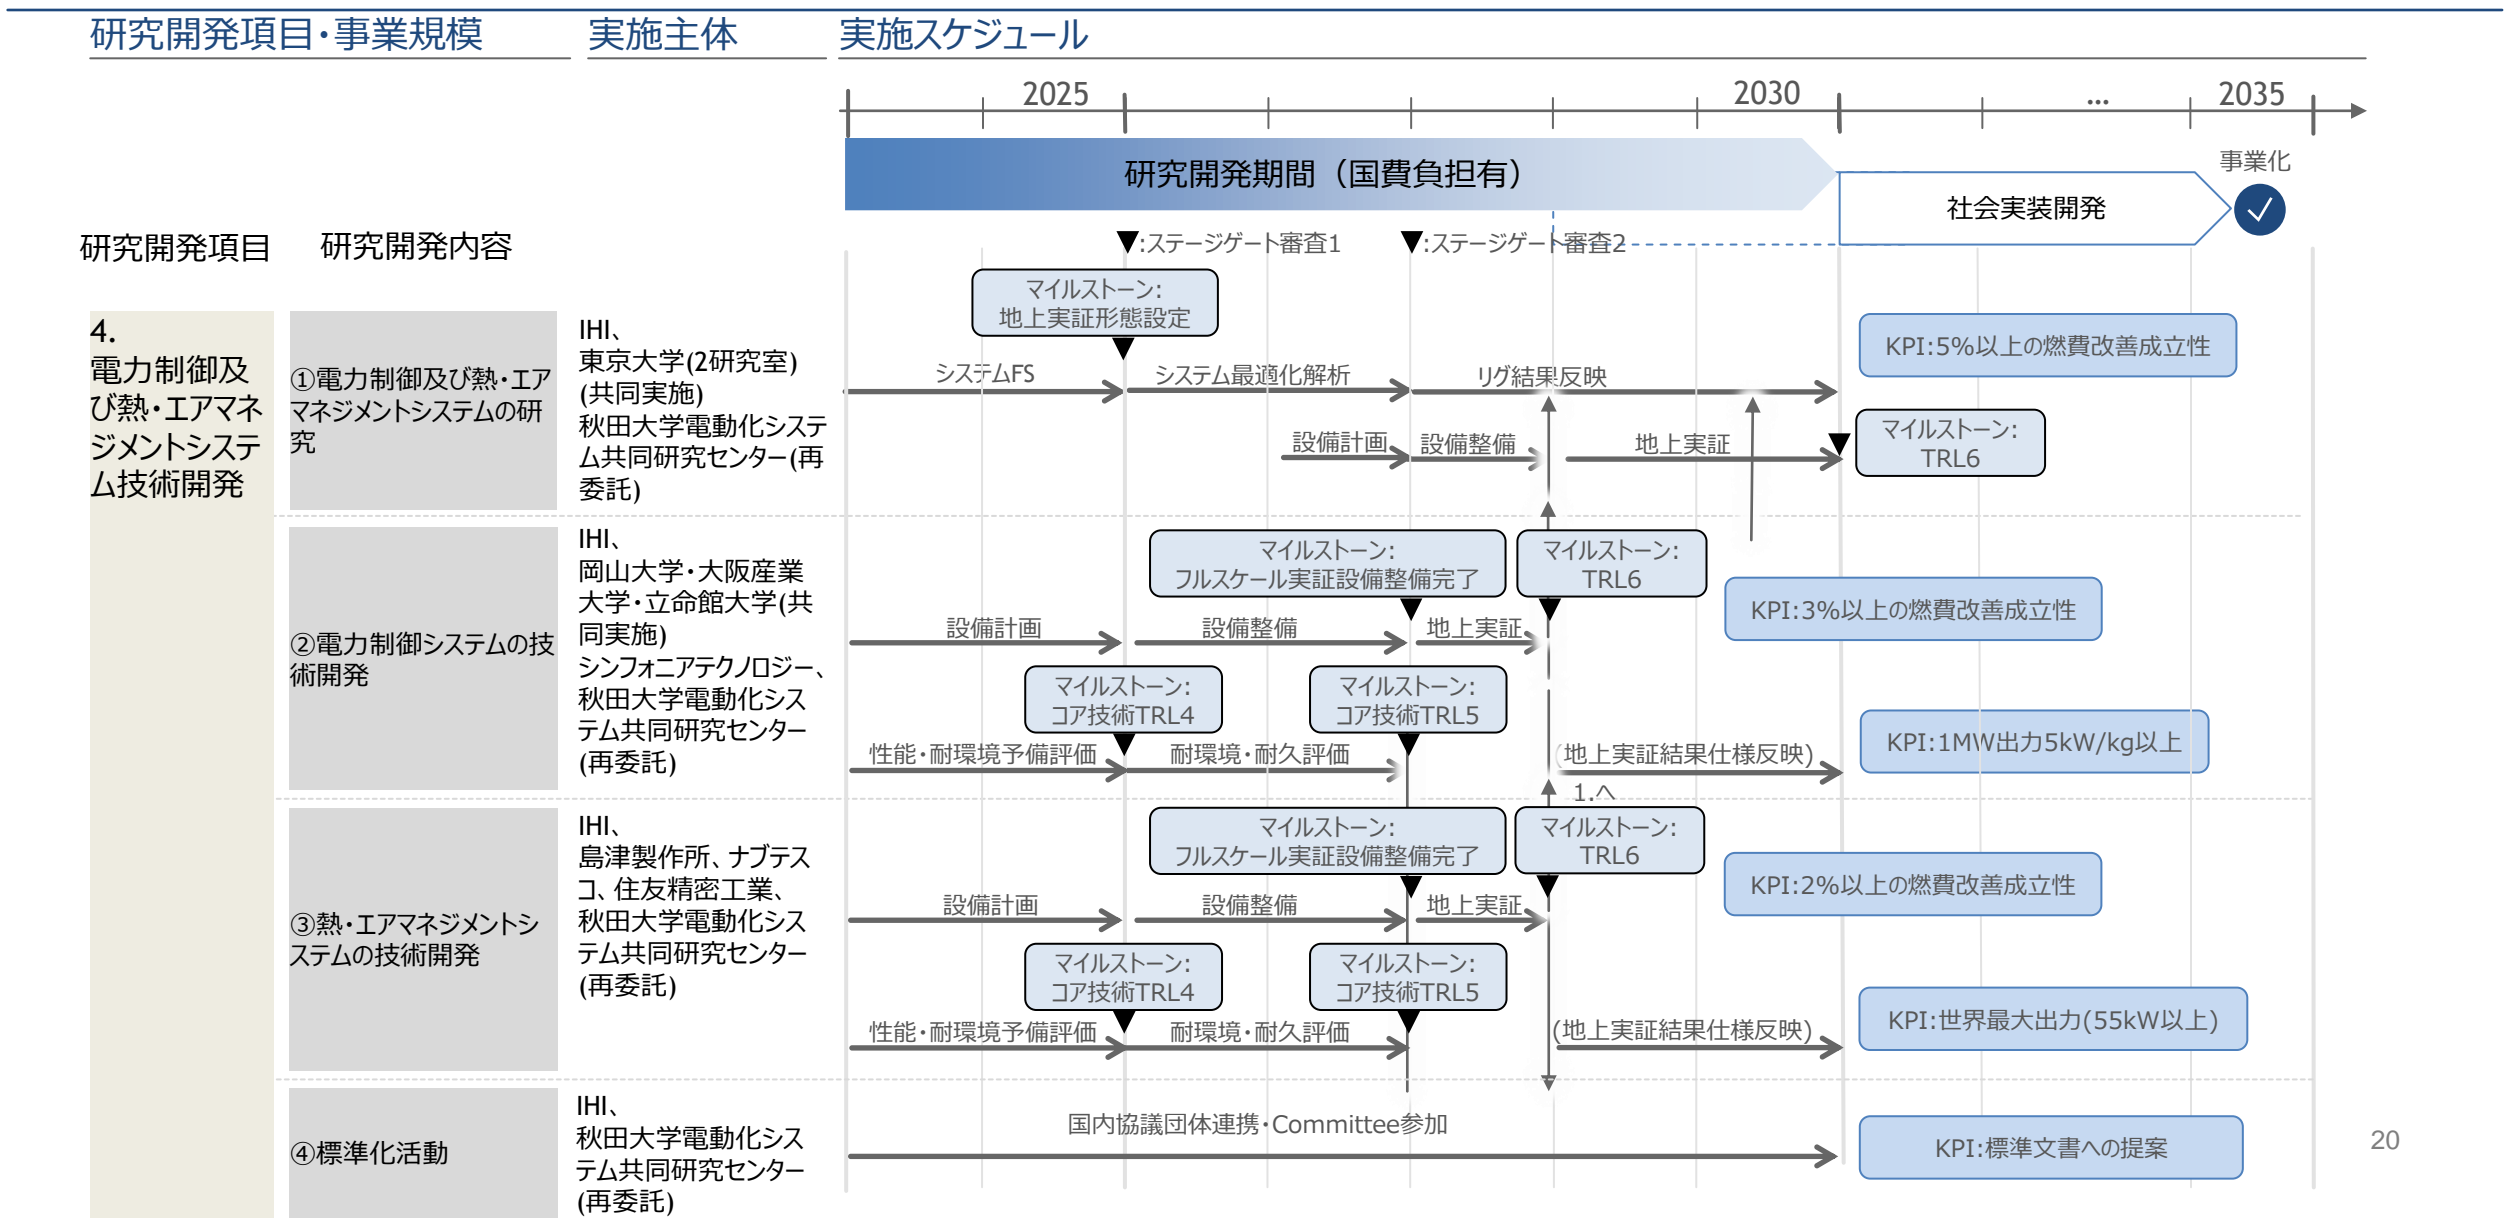 研究開発項目・事業規模
実施主体
実施スケジュール
2025
2030
...
2035
研究開発期間（国費負担有）
事業化
社会実装開発
研究開発項目
研究開発内容
▼:ステージゲート審査1
▼:ステージゲート審査2
4.
電力制御及
び熱・エアマネ
ジメントシステ
ム技術開発
①電力制御及び熱・エア
マネジメントシステムの研
究
IHI、
東京大学(2研究室)
(共同実施)
秋田大学電動化システ
ム共同研究センター(再
委託)
マイルストーン:
地上実証形態設定
システムFS
システム最適化解析
リグ結果反映
KPI:5%以上の燃費改善成立性
設備計画
設備整備
地上実証
マイルストーン:
TRL6
②電力制御システムの技
術開発
IHI、
岡山大学・大阪産業
大学・立命館大学(共
同実施)
シンフォニアテクノロジー、
秋田大学電動化シス
テム共同研究センター
(再委託)
マイルストーン:
フルスケール実証設備整備完了
マイルストーン:
TRL6
KPI:3%以上の燃費改善成立性
設備計画
設備整備
地上実証
マイルストーン:
コア技術TRL4
マイルストーン:
コア技術TRL5
KPI:1MW出力5kW/kg以上
性能・耐環境予備評価
耐環境・耐久評価
(地上実証結果仕様反映)
1.へ
③熱・エアマネジメントシ
ステムの技術開発
IHI、
島津製作所、ナブテス
コ、住友精密工業、
秋田大学電動化シス
テム共同研究センター
(再委託)
マイルストーン:
フルスケール実証設備整備完了
マイルストーン:
TRL6
KPI:2%以上の燃費改善成立性
設備計画
設備整備
地上実証
マイルストーン:
コア技術TRL4
マイルストーン:
コア技術TRL5
KPI:世界最大出力(55kW以上)
性能・耐環境予備評価
耐環境・耐久評価
(地上実証結果仕様反映)
④標準化活動
IHI、
秋田大学電動化シス
テム共同研究センター
(再委託)
国内協議団体連携・Committee参加
KPI:標準文書への提案
20